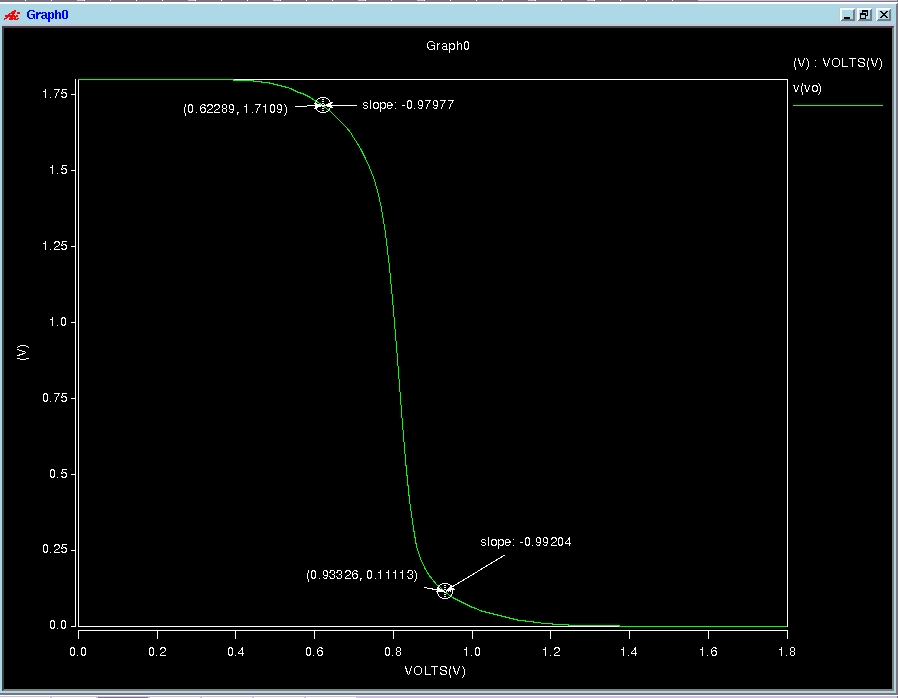 Graph0
Graph0
(V) : VOLTS(V)
v(vo)
1.75
(0.62289, 1.7109)
slope: -0.97977
1.5
1.25
1.0
(V)
0.75
0.5
slope: -0.99204
0.25
(0.93326, 0.11113)
0.0
0.0 0.2 0.4 0.6 0.8 1.0 1.2 1.4 1.6 1.8
VOLTS(V)